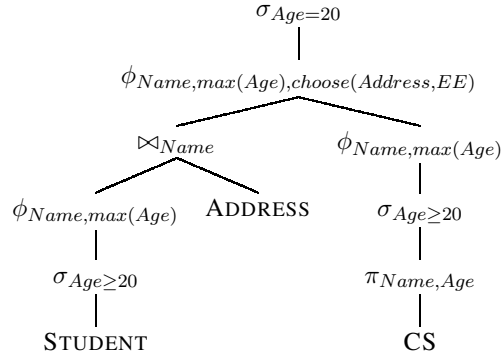 σ_{Age=20}
ϕ_{Name,max(Age),choose(Address,EE)}
⋈_{Name} ϕ_{Name,max(Age)}
ϕ_{Name,max(Age)} ADDRESS σ_{Age≥20}
σ_{Age≥20} π_{Name,Age}
STUDENT CS